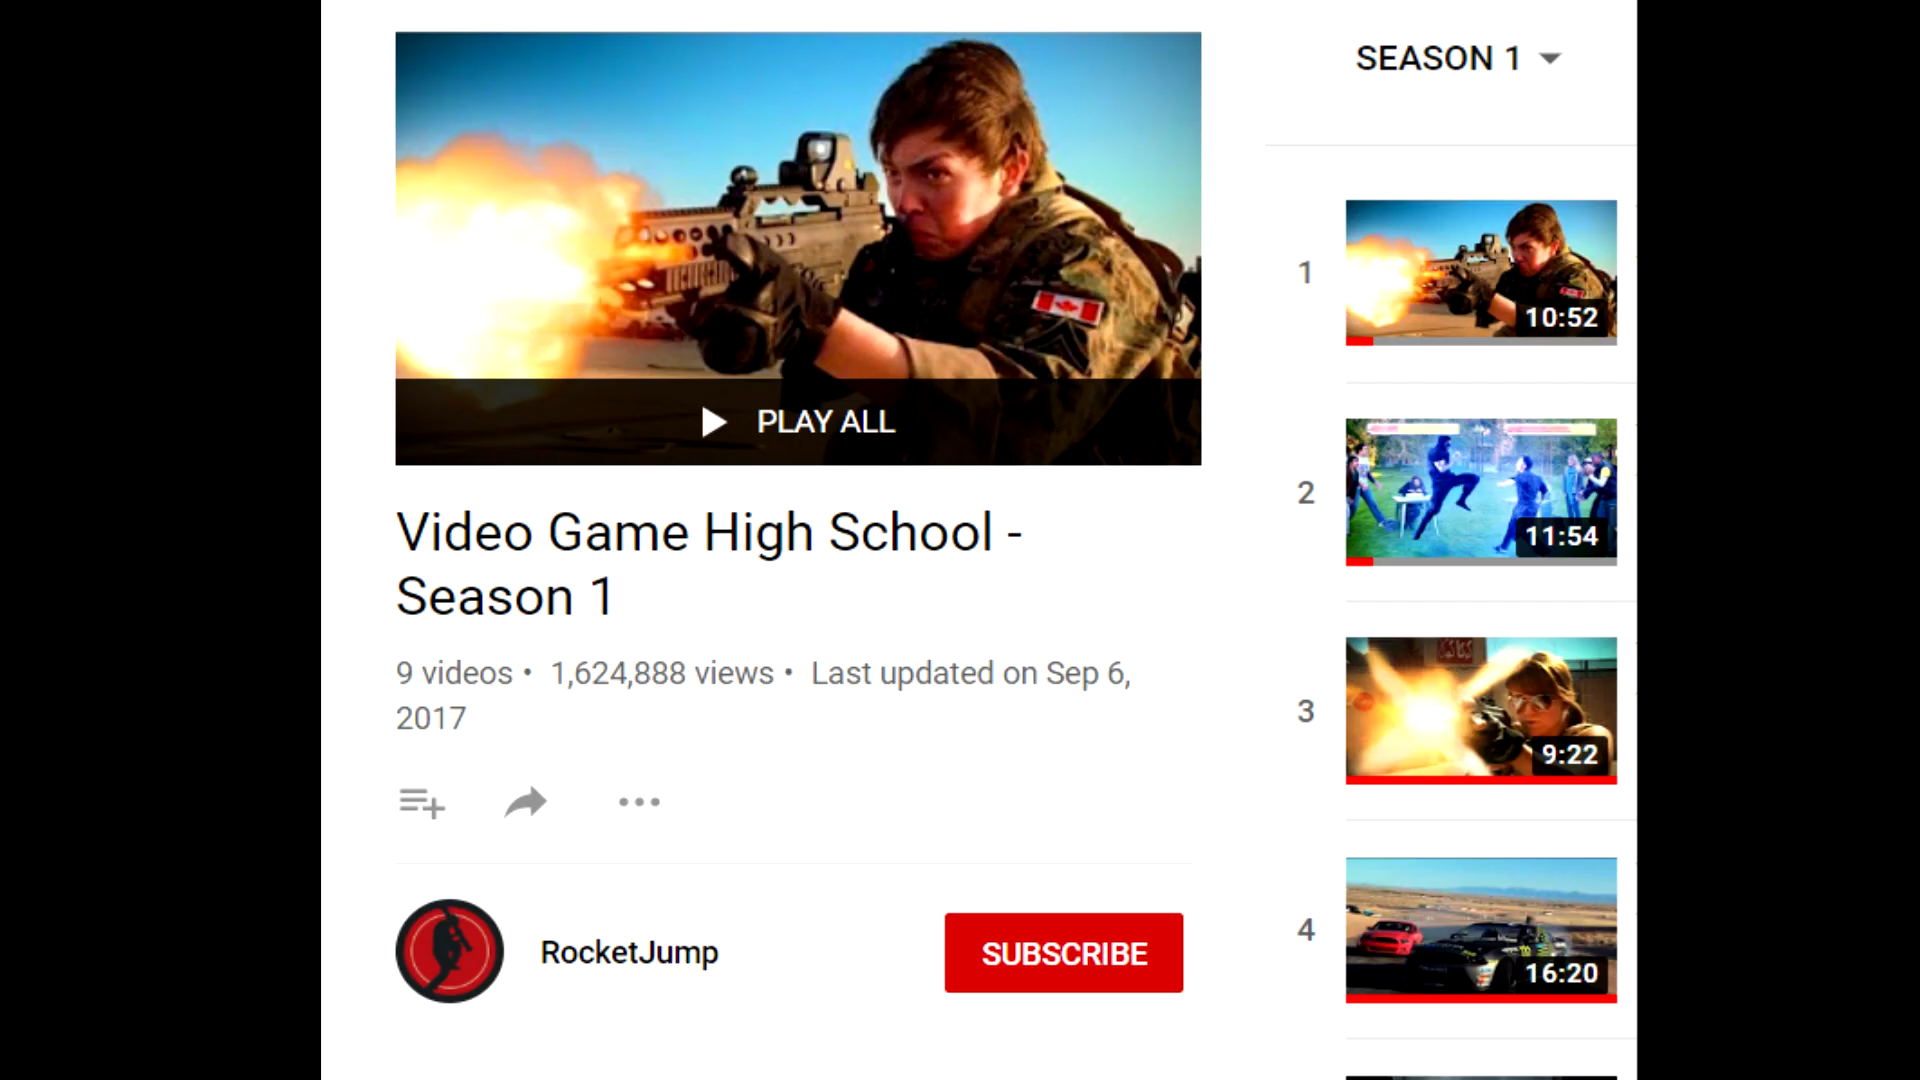 PLAY ALL
Video Game High School -
Season 1
9 videos • 1,624,888 views • Last updated on Sep 6,
2017
RocketJump
SUBSCRIBE
SEASON 1
1
10:52
2
11:54
3
9:22
4
16:20